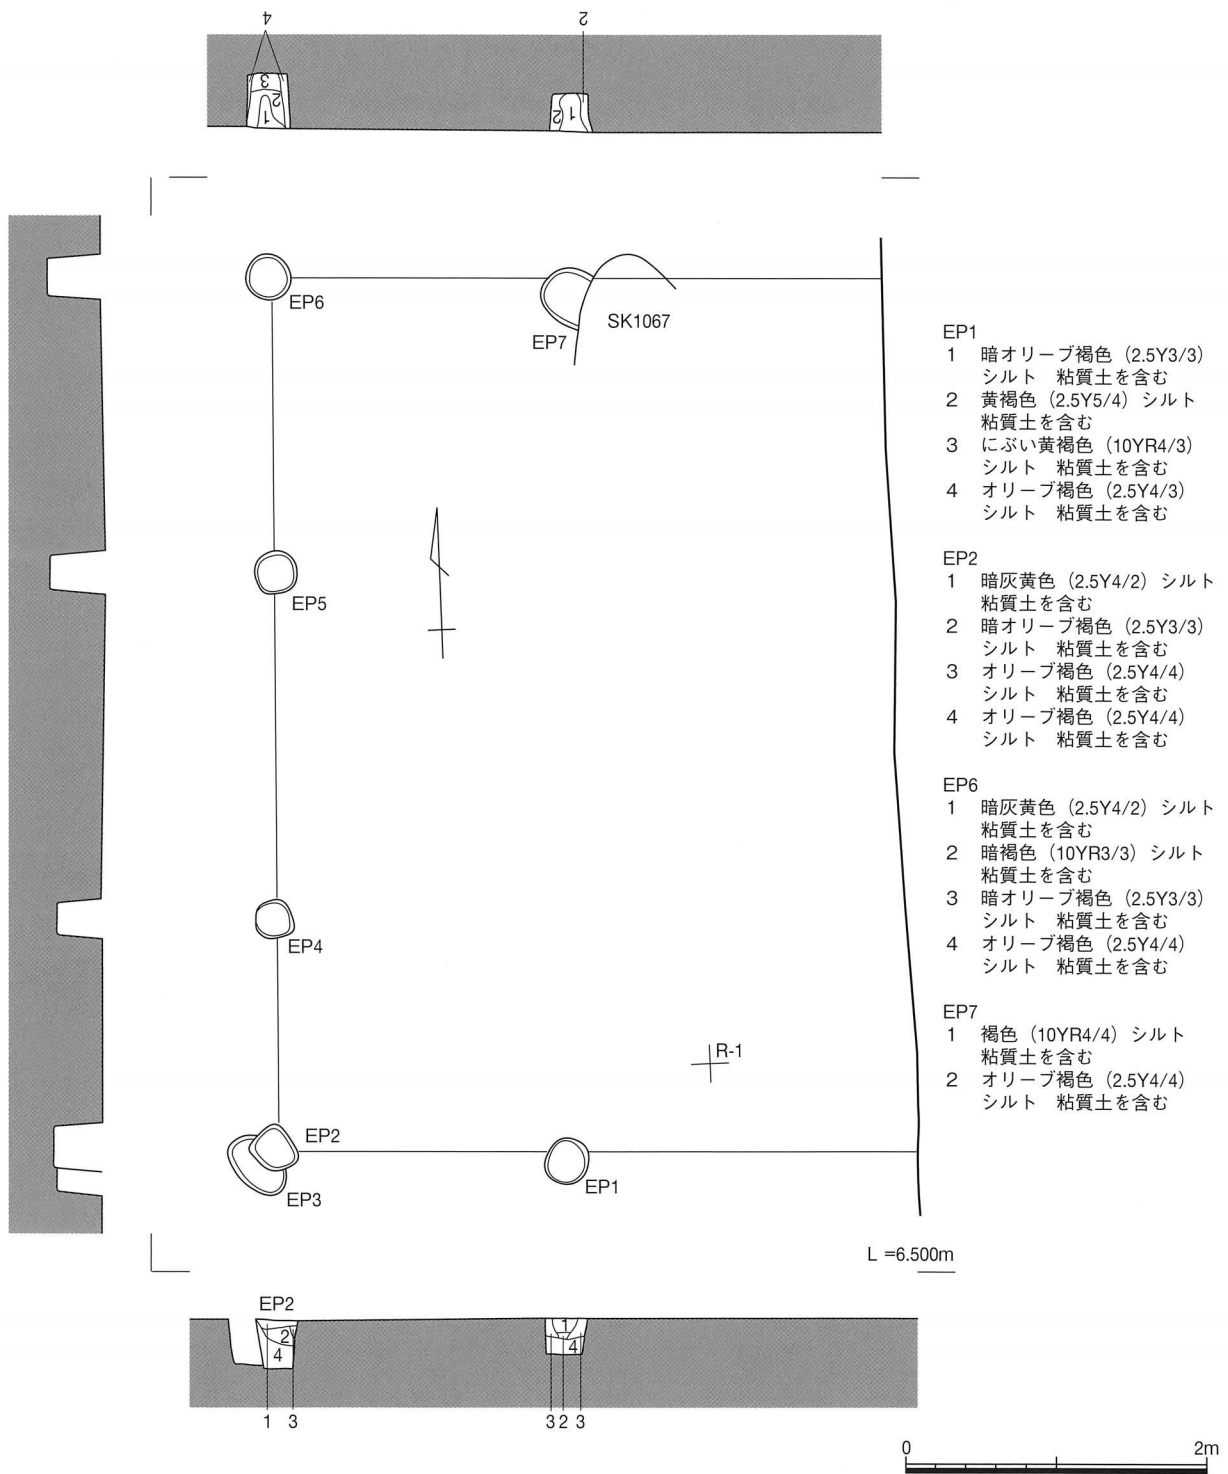 4
2
3
2
1
2
1
EP6
EP7
SK1067
EP5
EP4
R-1
EP2
EP3
EP1
L =6.500m
EP2
2
4
1
4
1 3
3 2 3
0 2m
EP1
1 暗オリーブ褐色（2.5Y3/3）
シルト 粘質土を含む
2 黄褐色（2.5Y5/4）シルト
粘質土を含む
3 にぶい黄褐色（10YR4/3）
シルト 粘質土を含む
4 オリーブ褐色（2.5Y4/3）
シルト 粘質土を含む
EP2
1 暗灰黄色（2.5Y4/2）シルト
粘質土を含む
2 暗オリーブ褐色（2.5Y3/3）
シルト 粘質土を含む
3 オリーブ褐色（2.5Y4/4）
シルト 粘質土を含む
4 オリーブ褐色（2.5Y4/4）
シルト 粘質土を含む
EP6
1 暗灰黄色（2.5Y4/2）シルト
粘質土を含む
2 暗褐色（10YR3/3）シルト
粘質土を含む
3 暗オリーブ褐色（2.5Y3/3）
シルト 粘質土を含む
4 オリーブ褐色（2.5Y4/4）
シルト 粘質土を含む
EP7
1 褐色（10YR4/4）シルト
粘質土を含む
2 オリーブ褐色（2.5Y4/4）
シルト 粘質土を含む